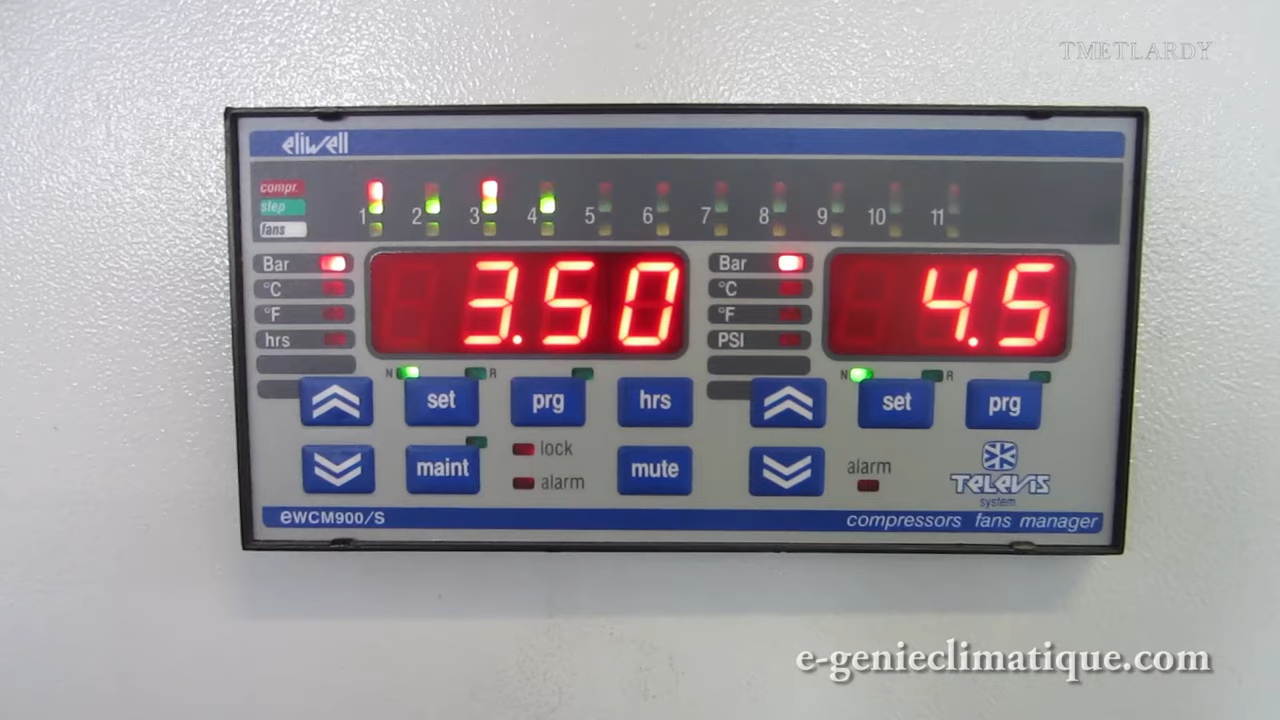 TMETLARDY
eliwell
compr.
step
fans
1 2 3 4 5 6 7 8 9 10 11
Bar
°C
°F
hrs
3.50
Bar
°C
°F
PSI
4.5
N R N R
set prg hrs set prg
maint lock alarm mute alarm
TELEVIS
system
eWCM900/S compressors fans manager
e-genieclimatique.com